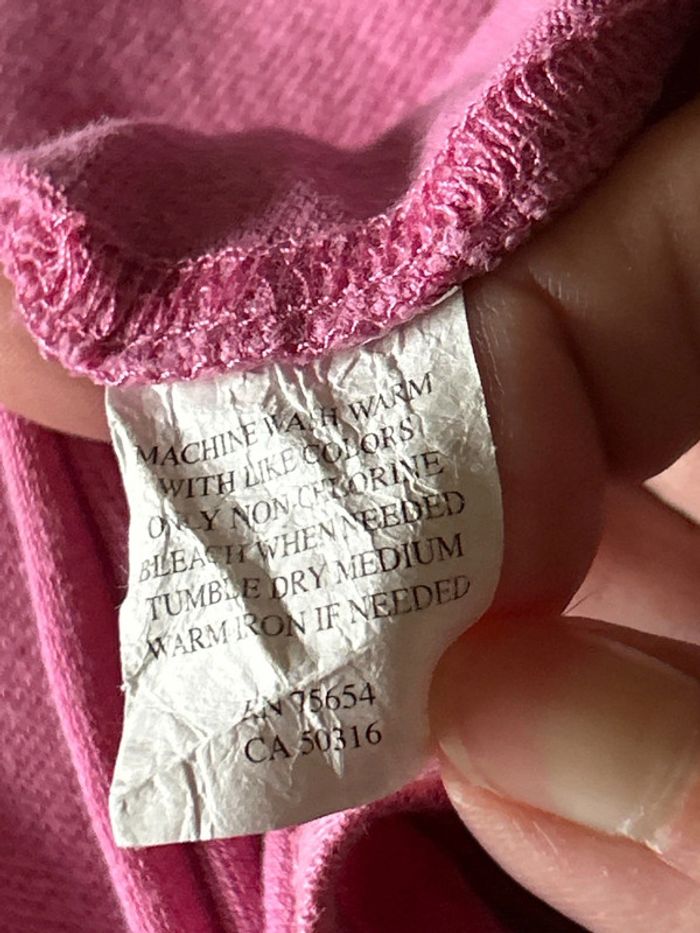 MACHINE WASH WARM
WITH LIKE COLORS
ONLY NON-CHLORINE
BLEACH WHEN NEEDED
TUMBLE DRY MEDIUM
WARM IRON IF NEEDED
RN 75654
CA 50316